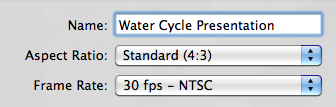 Name: Water Cycle Presentation
Aspect Ratio: Standard (4:3)
Frame Rate: 30 fps – NTSC